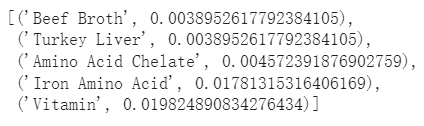 [('Beef Broth', 0.0038952617792384105),
('Turkey Liver', 0.0038952617792384105),
('Amino Acid Chelate', 0.004572391876902759),
('Iron Amino Acid', 0.01781315316406169),
('Vitamin', 0.019824890834276434)]